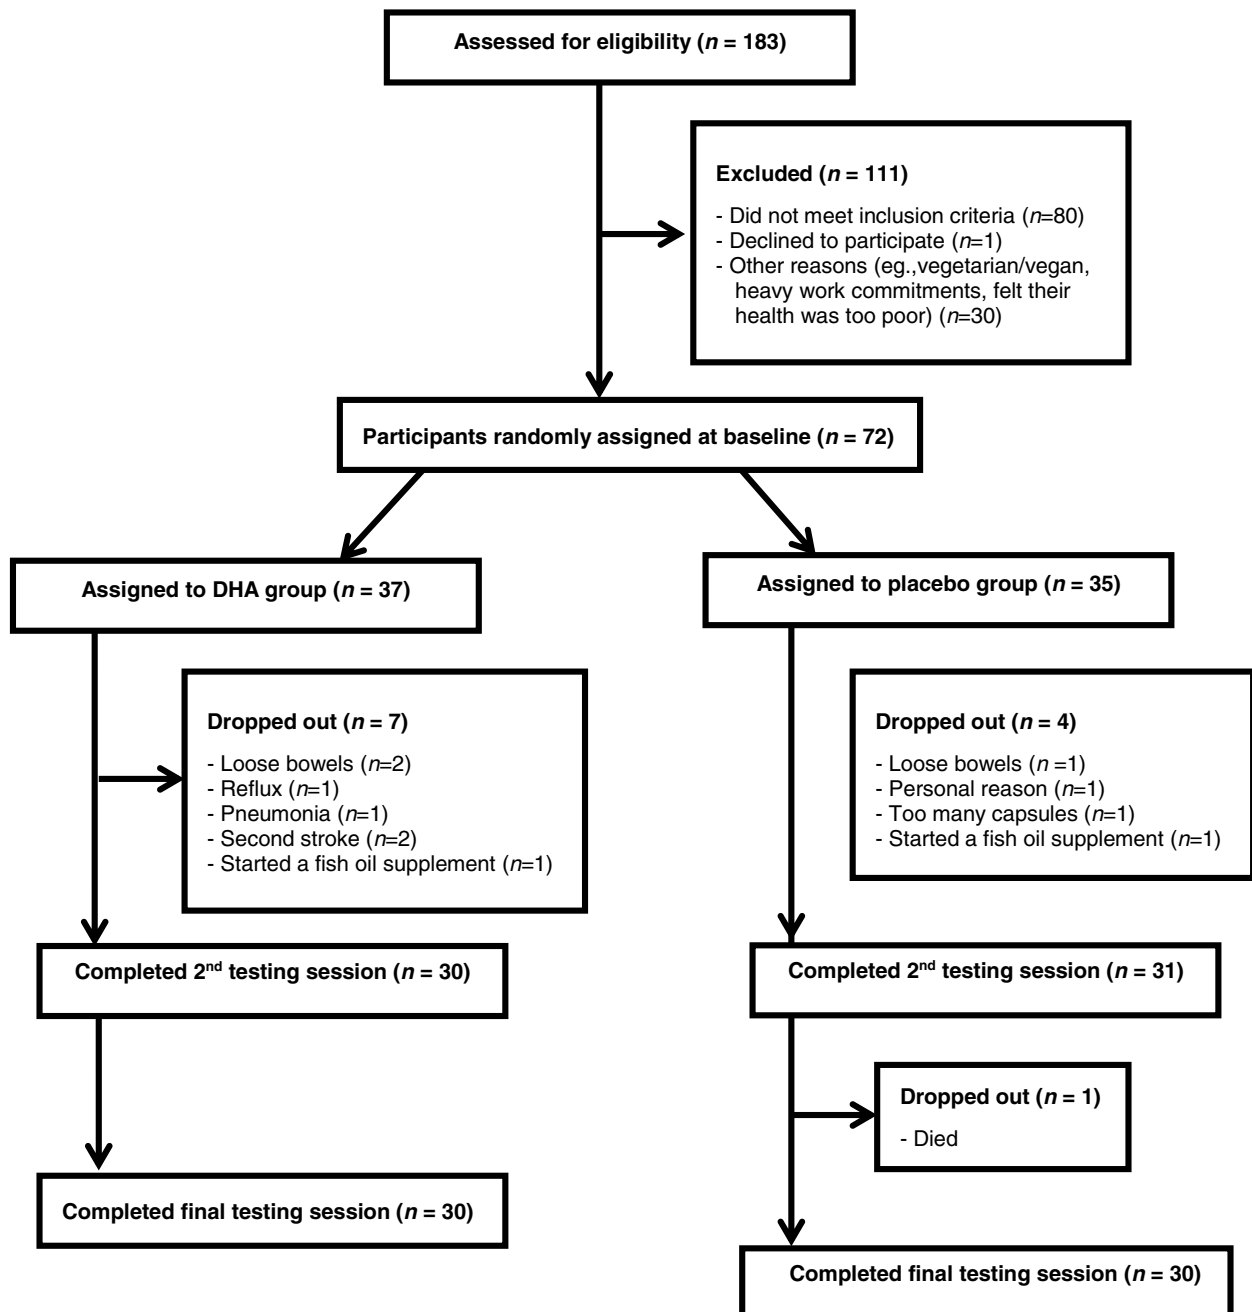 Assessed for eligibility (n = 183)
Excluded (n = 111)
- Did not meet inclusion criteria (n=80)
- Declined to participate (n=1)
- Other reasons (eg.,vegetarian/vegan,
heavy work commitments, felt their
health was too poor) (n=30)
Participants randomly assigned at baseline (n = 72)
Assigned to DHA group (n = 37)
Assigned to placebo group (n = 35)
Dropped out (n = 7)
- Loose bowels (n=2)
- Reflux (n=1)
- Pneumonia (n=1)
- Second stroke (n=2)
- Started a fish oil supplement (n=1)
Dropped out (n = 4)
- Loose bowels (n =1)
- Personal reason (n=1)
- Too many capsules (n=1)
- Started a fish oil supplement (n=1)
Completed 2nd testing session (n = 30)
Completed 2nd testing session (n = 31)
Dropped out (n = 1)
- Died
Completed final testing session (n = 30)
Completed final testing session (n = 30)